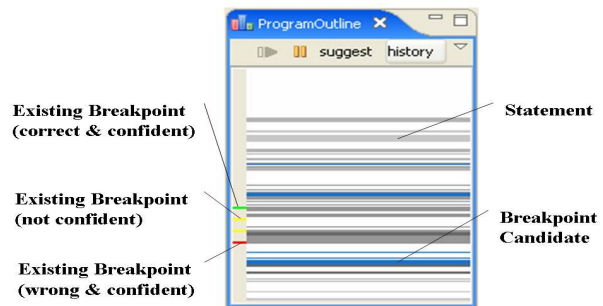 ProgramOutline
suggest history
Existing Breakpoint
(correct & confident)
Statement
Existing Breakpoint
(not confident)
Breakpoint
Candidate
Existing Breakpoint
(wrong & confident)